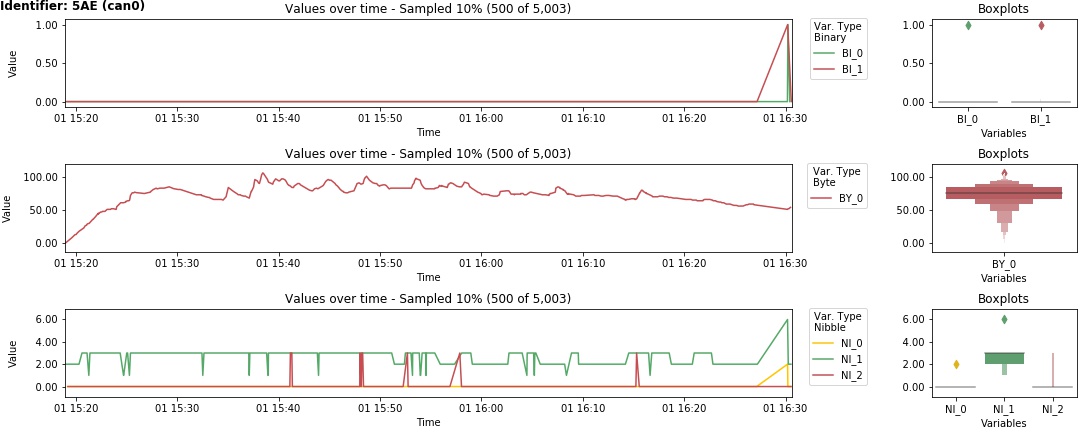 Identifier: 5AE (can0)
Values over time - Sampled 10% (500 of 5,003)
Boxplots
Value
1.00
0.50
0.00
01 15:20 01 15:30 01 15:40 01 15:50 01 16:00 01 16:10 01 16:20 01 16:30
Time
Var. Type
Binary
BI_0
BI_1
1.00
0.50
0.00
BI_0 BI_1
Variables
Values over time - Sampled 10% (500 of 5,003)
Boxplots
Value
100.00
50.00
0.00
01 15:20 01 15:30 01 15:40 01 15:50 01 16:00 01 16:10 01 16:20 01 16:30
Time
Var. Type
Byte
BY_0
100.00
50.00
0.00
BY_0
Variables
Values over time - Sampled 10% (500 of 5,003)
Boxplots
Value
6.00
4.00
2.00
0.00
01 15:20 01 15:30 01 15:40 01 15:50 01 16:00 01 16:10 01 16:20 01 16:30
Time
Var. Type
Nibble
NI_0
NI_1
NI_2
6.00
4.00
2.00
0.00
NI_0 NI_1 NI_2
Variables